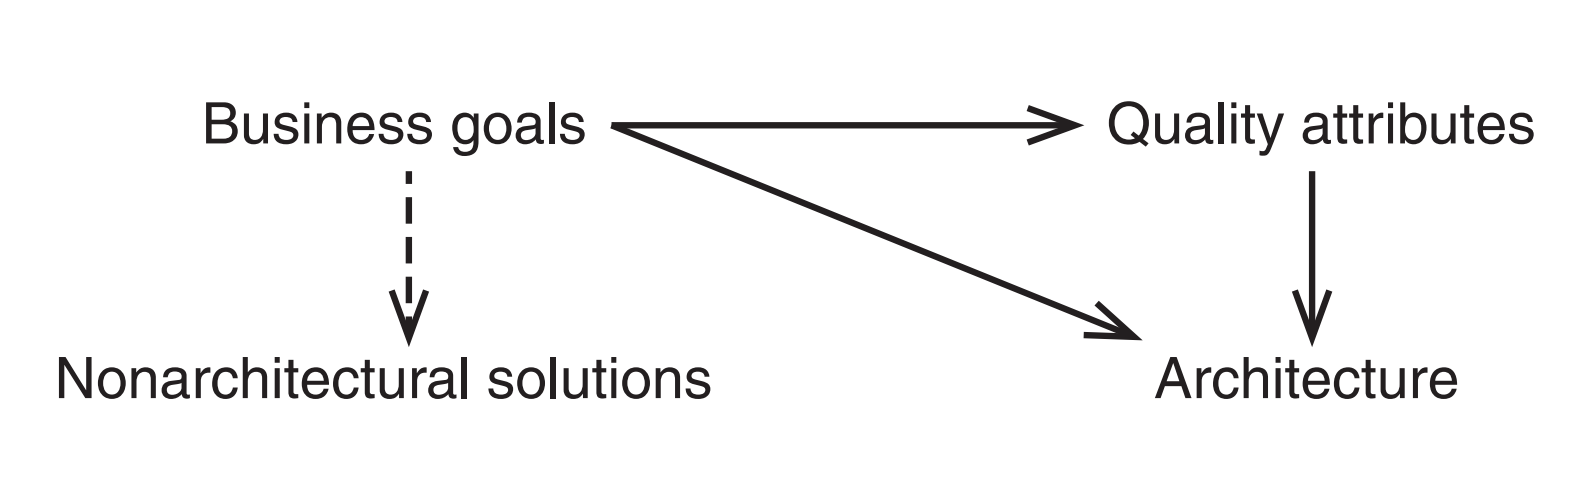 Business goals
Quality attributes
Nonarchitectural solutions
Architecture